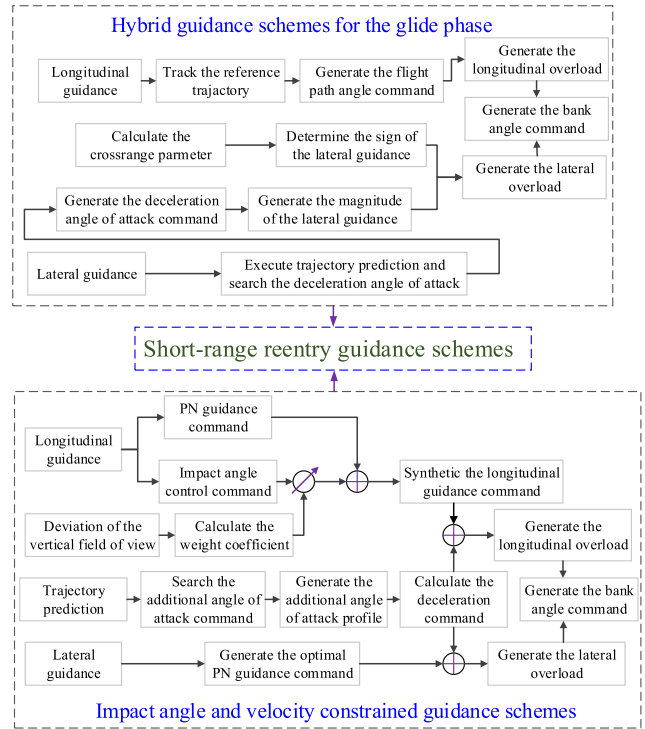 Hybrid guidance schemes for the glide phase
Longitudinal
guidance
Track the reference
trajactory
Generate the flight
path angle command
Generate the
longitudinal overload
Generate the bank
angle command
Calculate the
crossrange parmeter
Determine the sign of
the lateral guidance
Generate the lateral
overload
Generate the deceleration
angle of attack command
Generate the magnitude
of the lateral guidance
Lateral guidance
Execute trajectory prediction and
search the deceleration angle of attack
Short-range reentry guidance schemes
PN guidance
command
Longitudinal
guidance
Impact angle
control command
Synthetic the longitudinal
guidance command
Deviation of the
vertical field of view
Calculate the
weight coefficient
Generate the
longitudinal overload
Trajectory
prediction
Search the
additional angle of
attack command
Generate the
additional angle
of attack profile
Calculate the
deceleration
command
Generate the bank
angle command
Lateral
guidance
Generate the optimal
PN guidance command
Generate the lateral
overload
Impact angle and velocity constrained guidance schemes